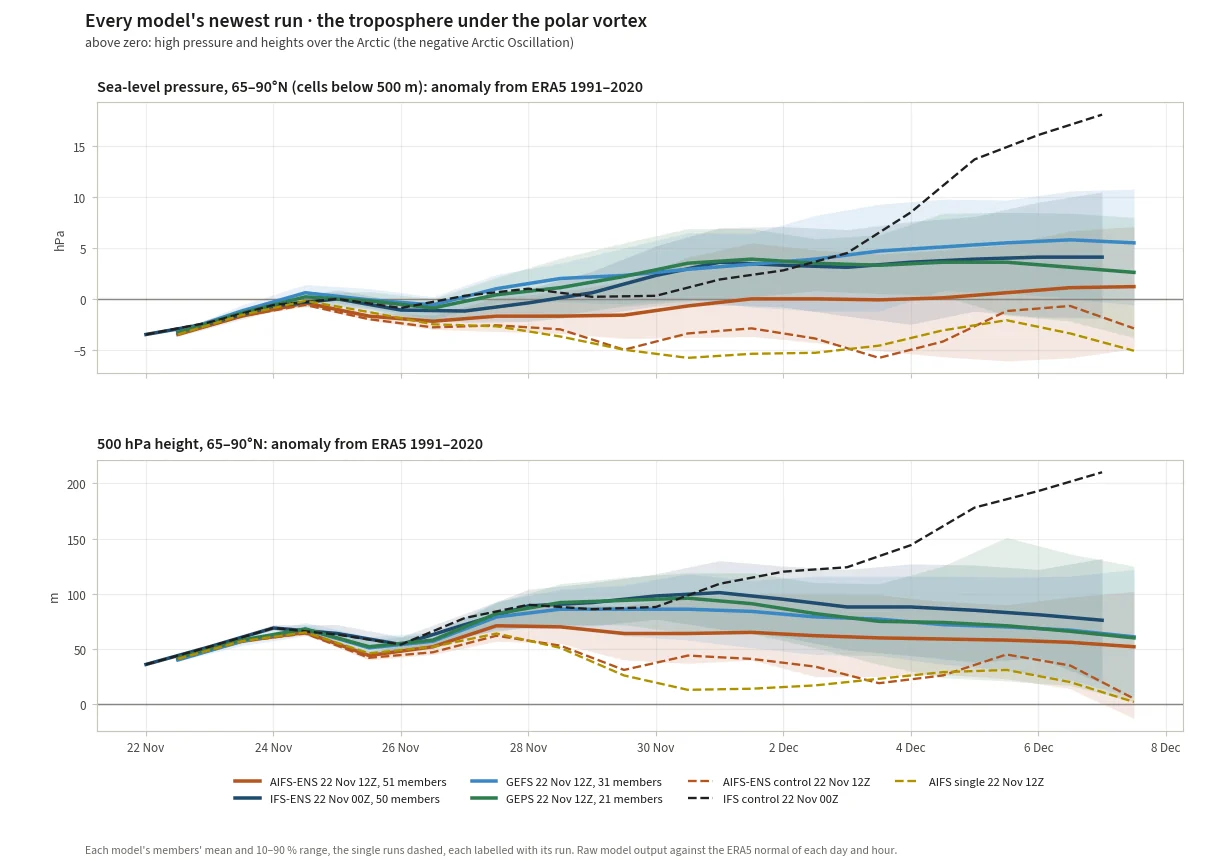 Every model's newest run · the troposphere under the polar vortex
above zero: high pressure and heights over the Arctic (the negative Arctic Oscillation)
Sea-level pressure, 65–90°N (cells below 500 m): anomaly from ERA5 1991–2020
15
10
5
0
−5
hPa
500 hPa height, 65–90°N: anomaly from ERA5 1991–2020
200
150
100
50
0
m
22 Nov 24 Nov 26 Nov 28 Nov 30 Nov 2 Dec 4 Dec 6 Dec 8 Dec
AIFS-ENS 22 Nov 12Z, 51 members GEFS 22 Nov 12Z, 31 members AIFS-ENS control 22 Nov 12Z AIFS single 22 Nov 12Z
IFS-ENS 22 Nov 00Z, 50 members GEPS 22 Nov 12Z, 21 members IFS control 22 Nov 00Z
Each model's members' mean and 10–90 % range, the single runs dashed, each labelled with its run. Raw model output against the ERA5 normal of each day and hour.